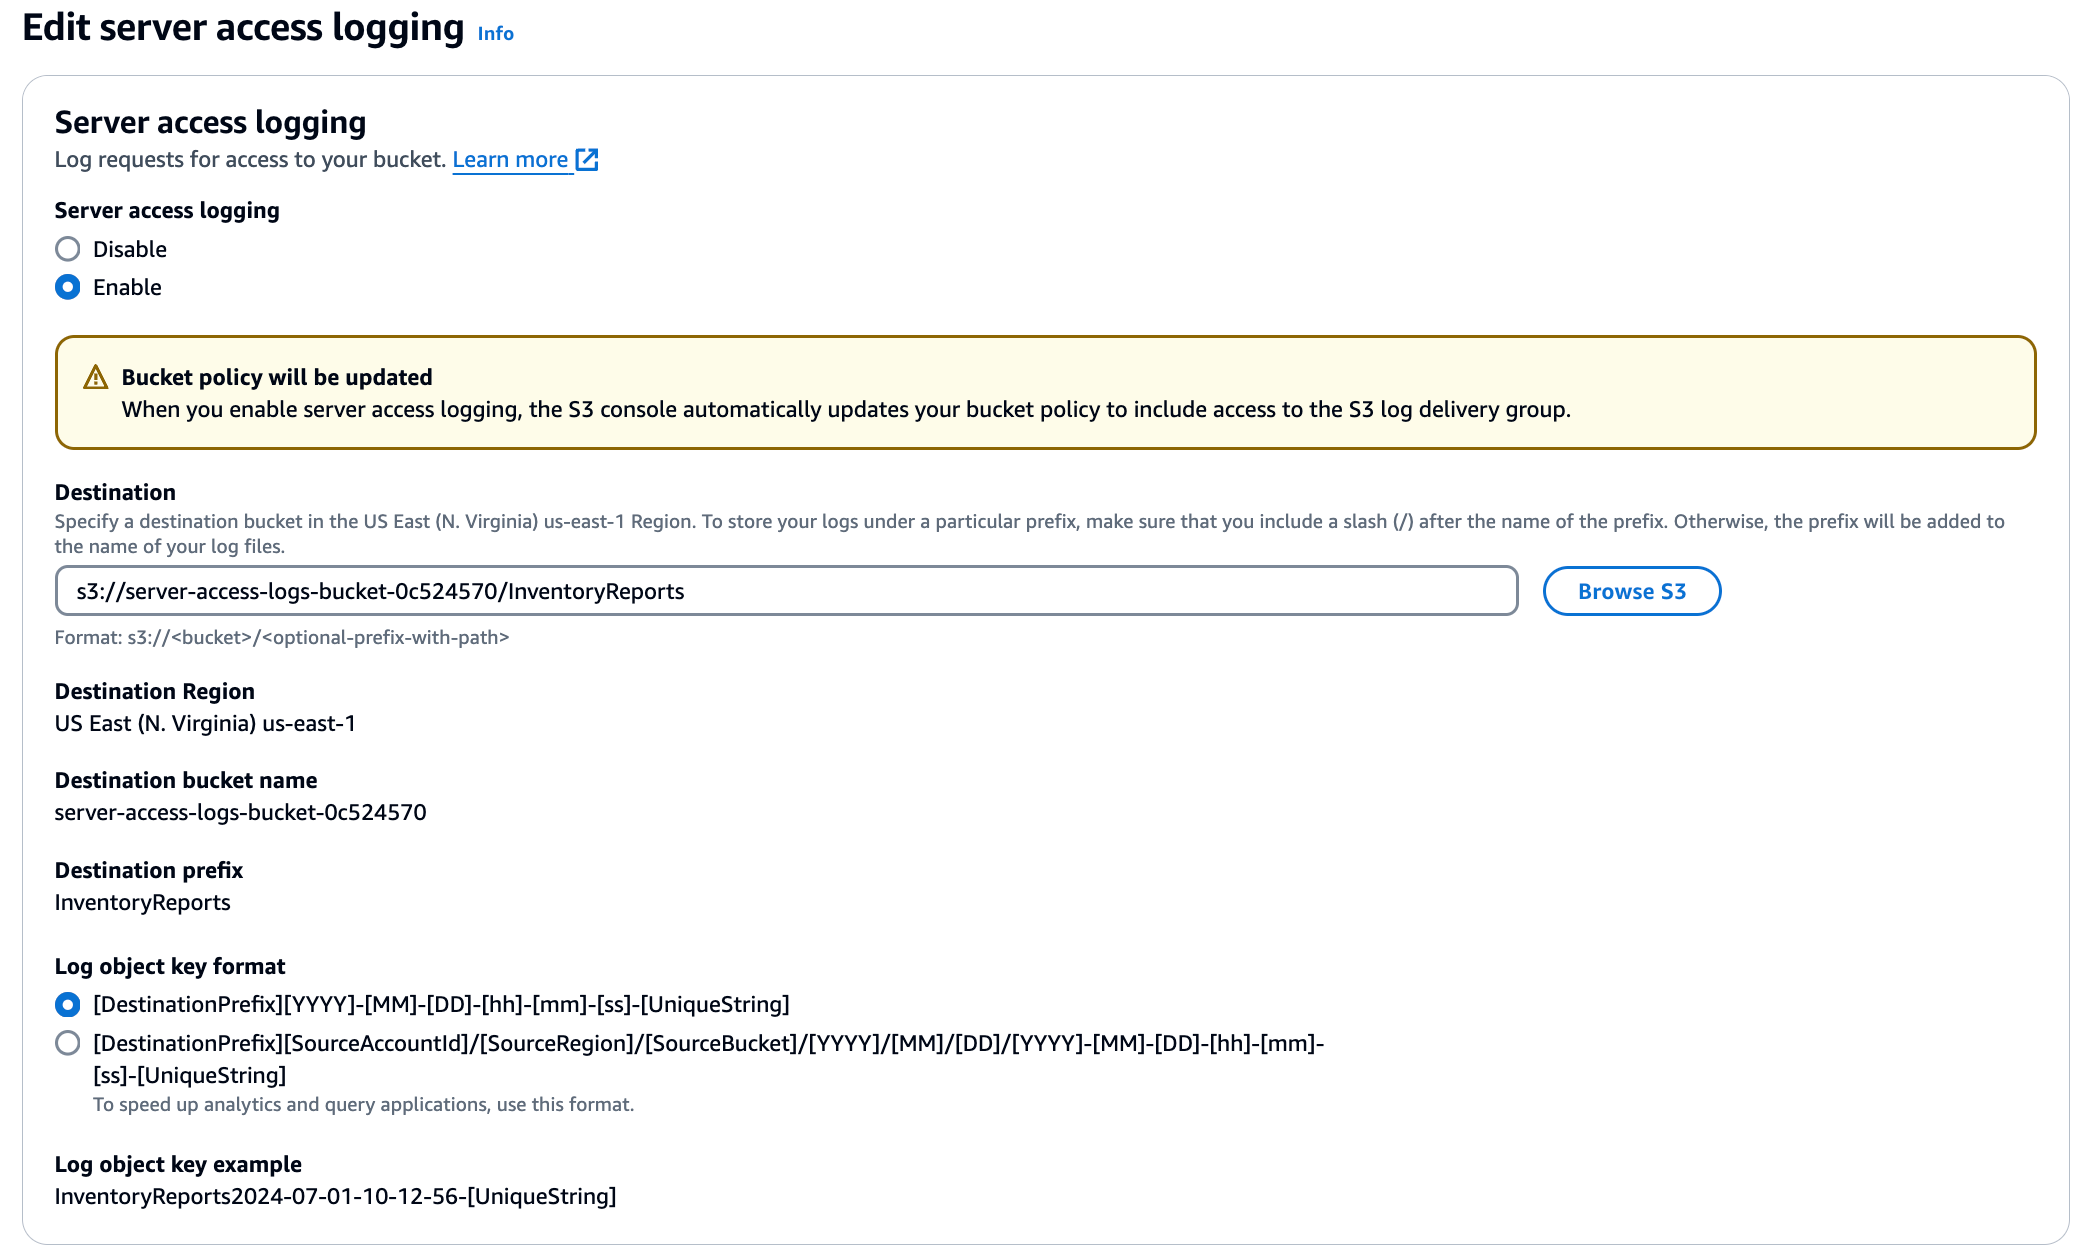 Edit server access logging Info
Server access logging
Log requests for access to your bucket. Learn more
Server access logging
Disable
Enable
Bucket policy will be updated
When you enable server access logging, the S3 console automatically updates your bucket policy to include access to the S3 log delivery group.
Destination
Specify a destination bucket in the US East (N. Virginia) us-east-1 Region. To store your logs under a particular prefix, make sure that you include a slash (/) after the name of the prefix. Otherwise, the prefix will be added to
the name of your log files.
s3://server-access-logs-bucket-0c524570/InventoryReports Browse S3
Format: s3://<bucket>/<optional-prefix-with-path>
Destination Region
US East (N. Virginia) us-east-1
Destination bucket name
server-access-logs-bucket-0c524570
Destination prefix
InventoryReports
Log object key format
[DestinationPrefix][YYYY]-[MM]-[DD]-[hh]-[mm]-[ss]-[UniqueString]
[DestinationPrefix][SourceAccountId]/[SourceRegion]/[SourceBucket]/[YYYY]/[MM]/[DD]/[YYYY]-[MM]-[DD]-[hh]-[mm]-
[ss]-[UniqueString]
To speed up analytics and query applications, use this format.
Log object key example
InventoryReports2024-07-01-10-12-56-[UniqueString]